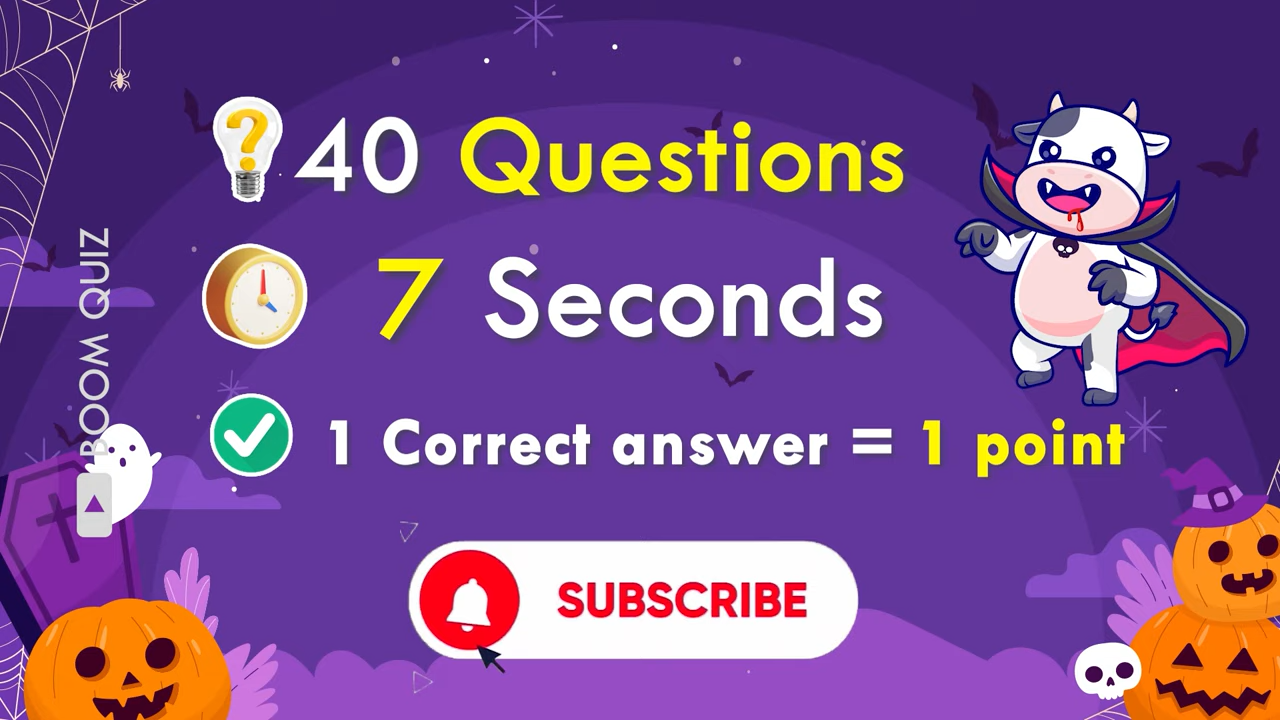 40 Questions
7 Seconds
1 Correct answer = 1 point
SUBSCRIBE
BOOM QUIZ